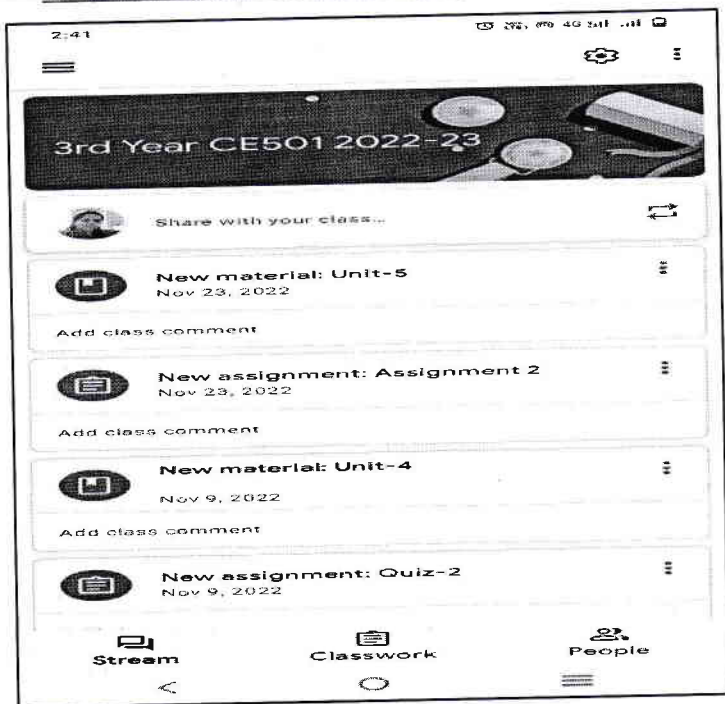 2:41
4G
3rd Year CE501 2022-23
Share with your class...
New material: Unit-5
Nov 23, 2022
Add class comment
New assignment: Assignment 2
Nov 23, 2022
Add class comment
New material: Unit-4
Nov 9, 2022
Add class comment
New assignment: Quiz-2
Nov 9, 2022
Stream
Classwork
People